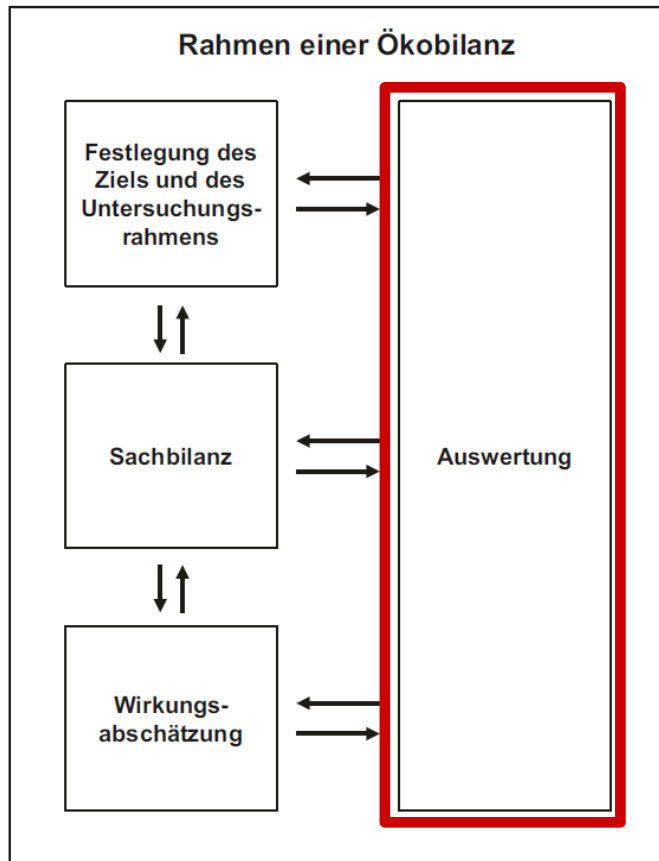 Rahmen einer Ökobilanz
Festlegung des
Ziels und des
Untersuchungs-
rahmens
Sachbilanz
Auswertung
Wirkungs-
abschätzung